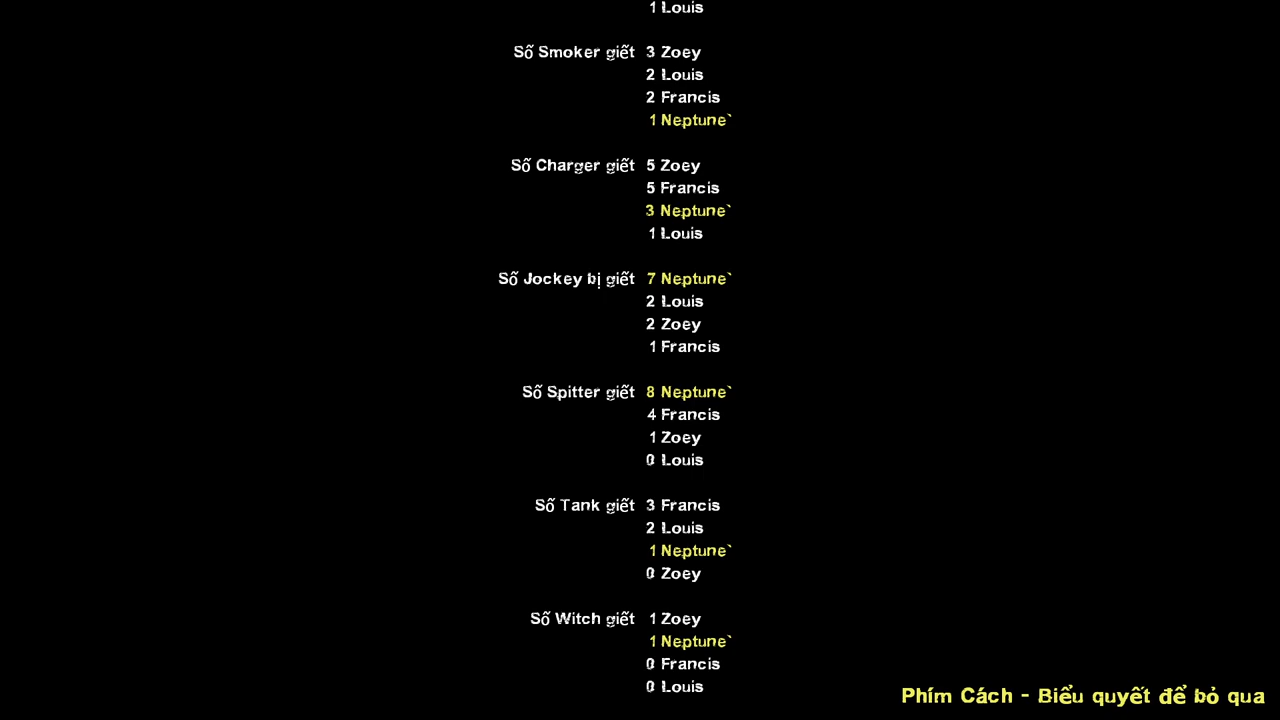 1 Louis
Số Smoker giết 3 Zoey
2 Louis
2 Francis
1 Neptune`
Số Charger giết 5 Zoey
5 Francis
3 Neptune`
1 Louis
Số Jockey bị giết 7 Neptune`
2 Louis
2 Zoey
1 Francis
Số Spitter giết 8 Neptune`
4 Francis
1 Zoey
0 Louis
Số Tank giết 3 Francis
2 Louis
1 Neptune`
0 Zoey
Số Witch giết 1 Zoey
1 Neptune`
0 Francis
0 Louis
Phím Cách - Biểu quyết để bỏ qua